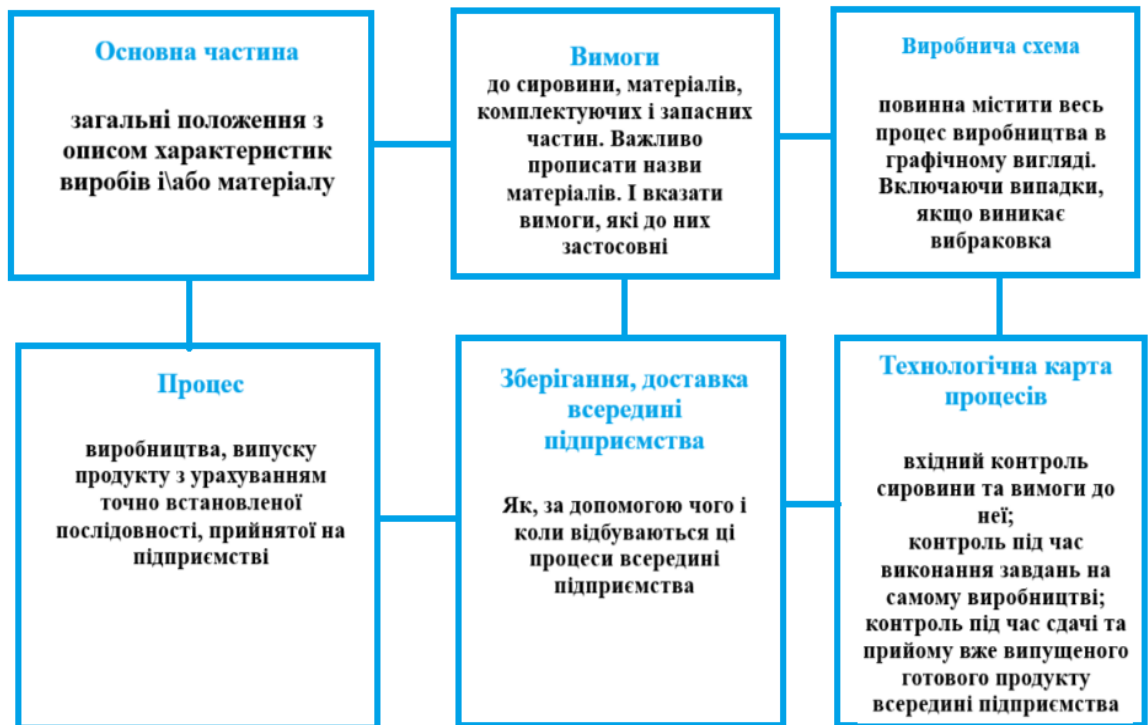 Основна частина
загальні положення з
описом характеристик
виробів і\або матеріалу
Вимоги
до сировини, матеріалів,
комплектуючих і запасних
частин. Важливо
прописати назви
матеріалів. І вказати
вимоги, які до них
застосовні
Виробнича схема
повинна містити весь
процес виробництва в
графічному вигляді.
Включаючи випадки,
якщо виникає
вибраковка
Процес
виробництва, випуску
продукту з урахуванням
точно встановленої
послідовності, прийнятої на
підприємстві
Зберігання, доставка
всередині
підприємства
Як, за допомогою чого і
коли відбуваються ці
процеси всередині
підприємства
Технологічна карта
процесів
вхідний контроль
сировини та вимоги до
неї;
контроль під час
виконання завдань на
самому виробництві;
контроль під час сдачі та
прийому вже випущеного
готового продукту
всередині підприємства